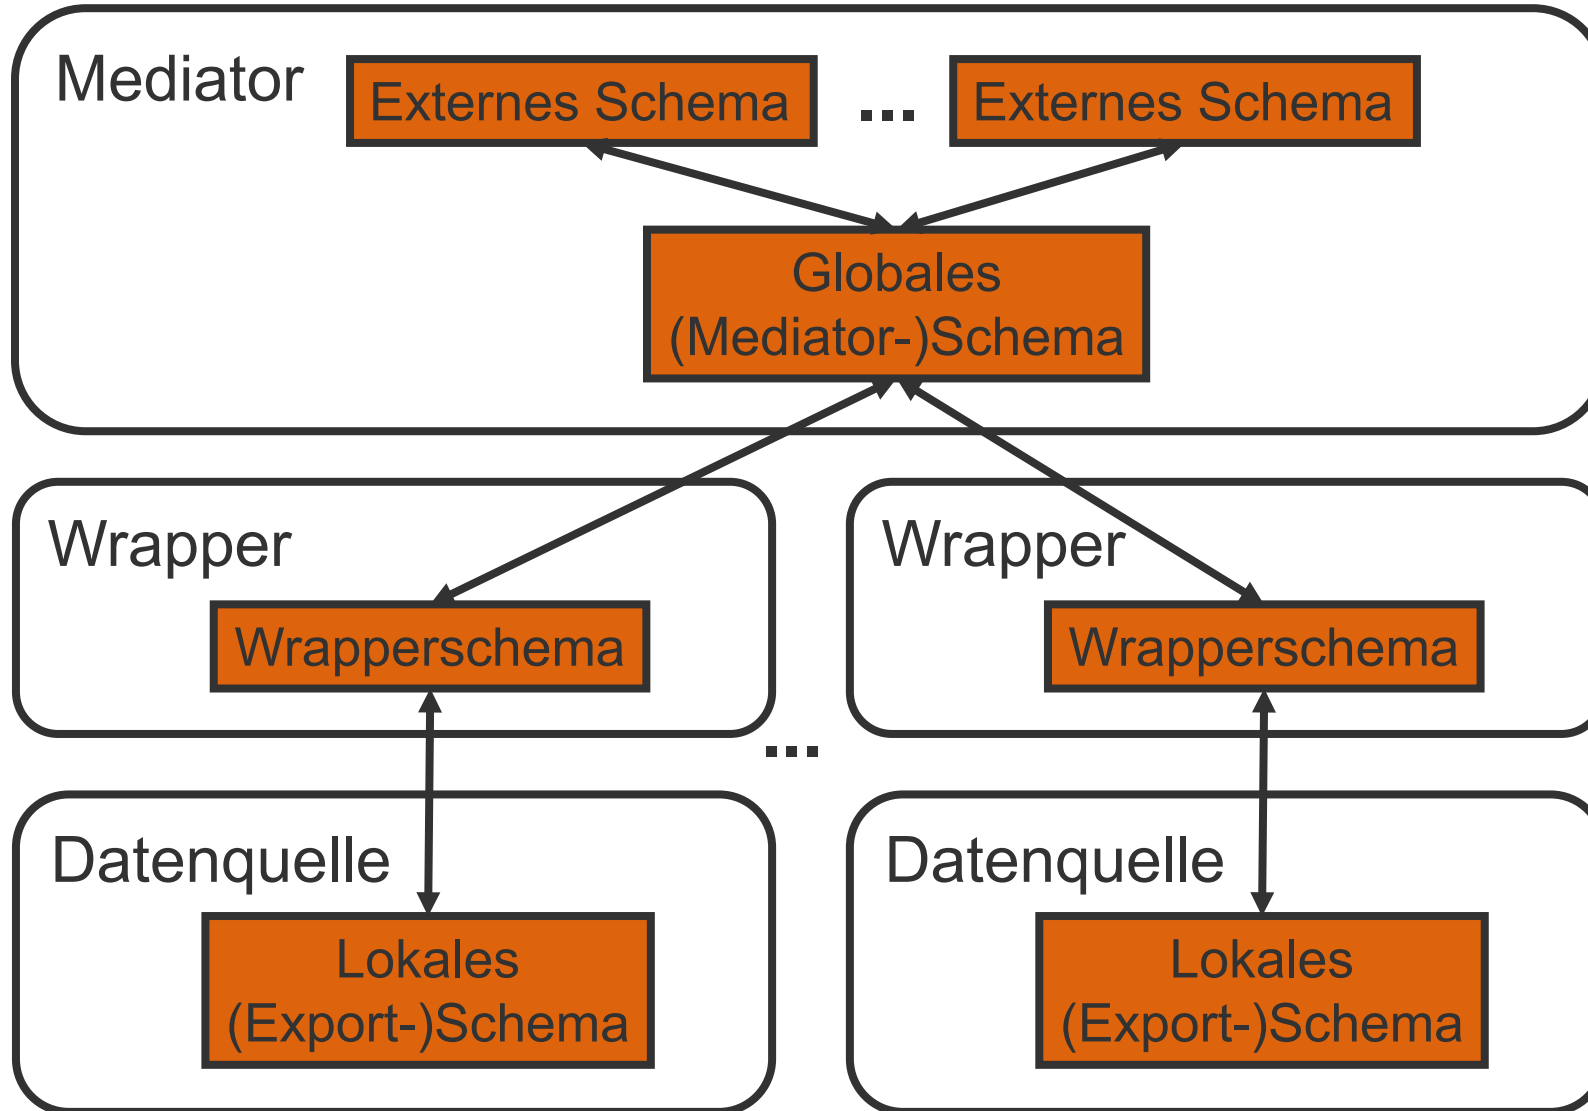 Mediator
Externes Schema
...
Externes Schema
Globales
(Mediator-)Schema
Wrapper
Wrapperschema
Wrapper
Wrapperschema
...
Datenquelle
Lokales
(Export-)Schema
Datenquelle
Lokales
(Export-)Schema